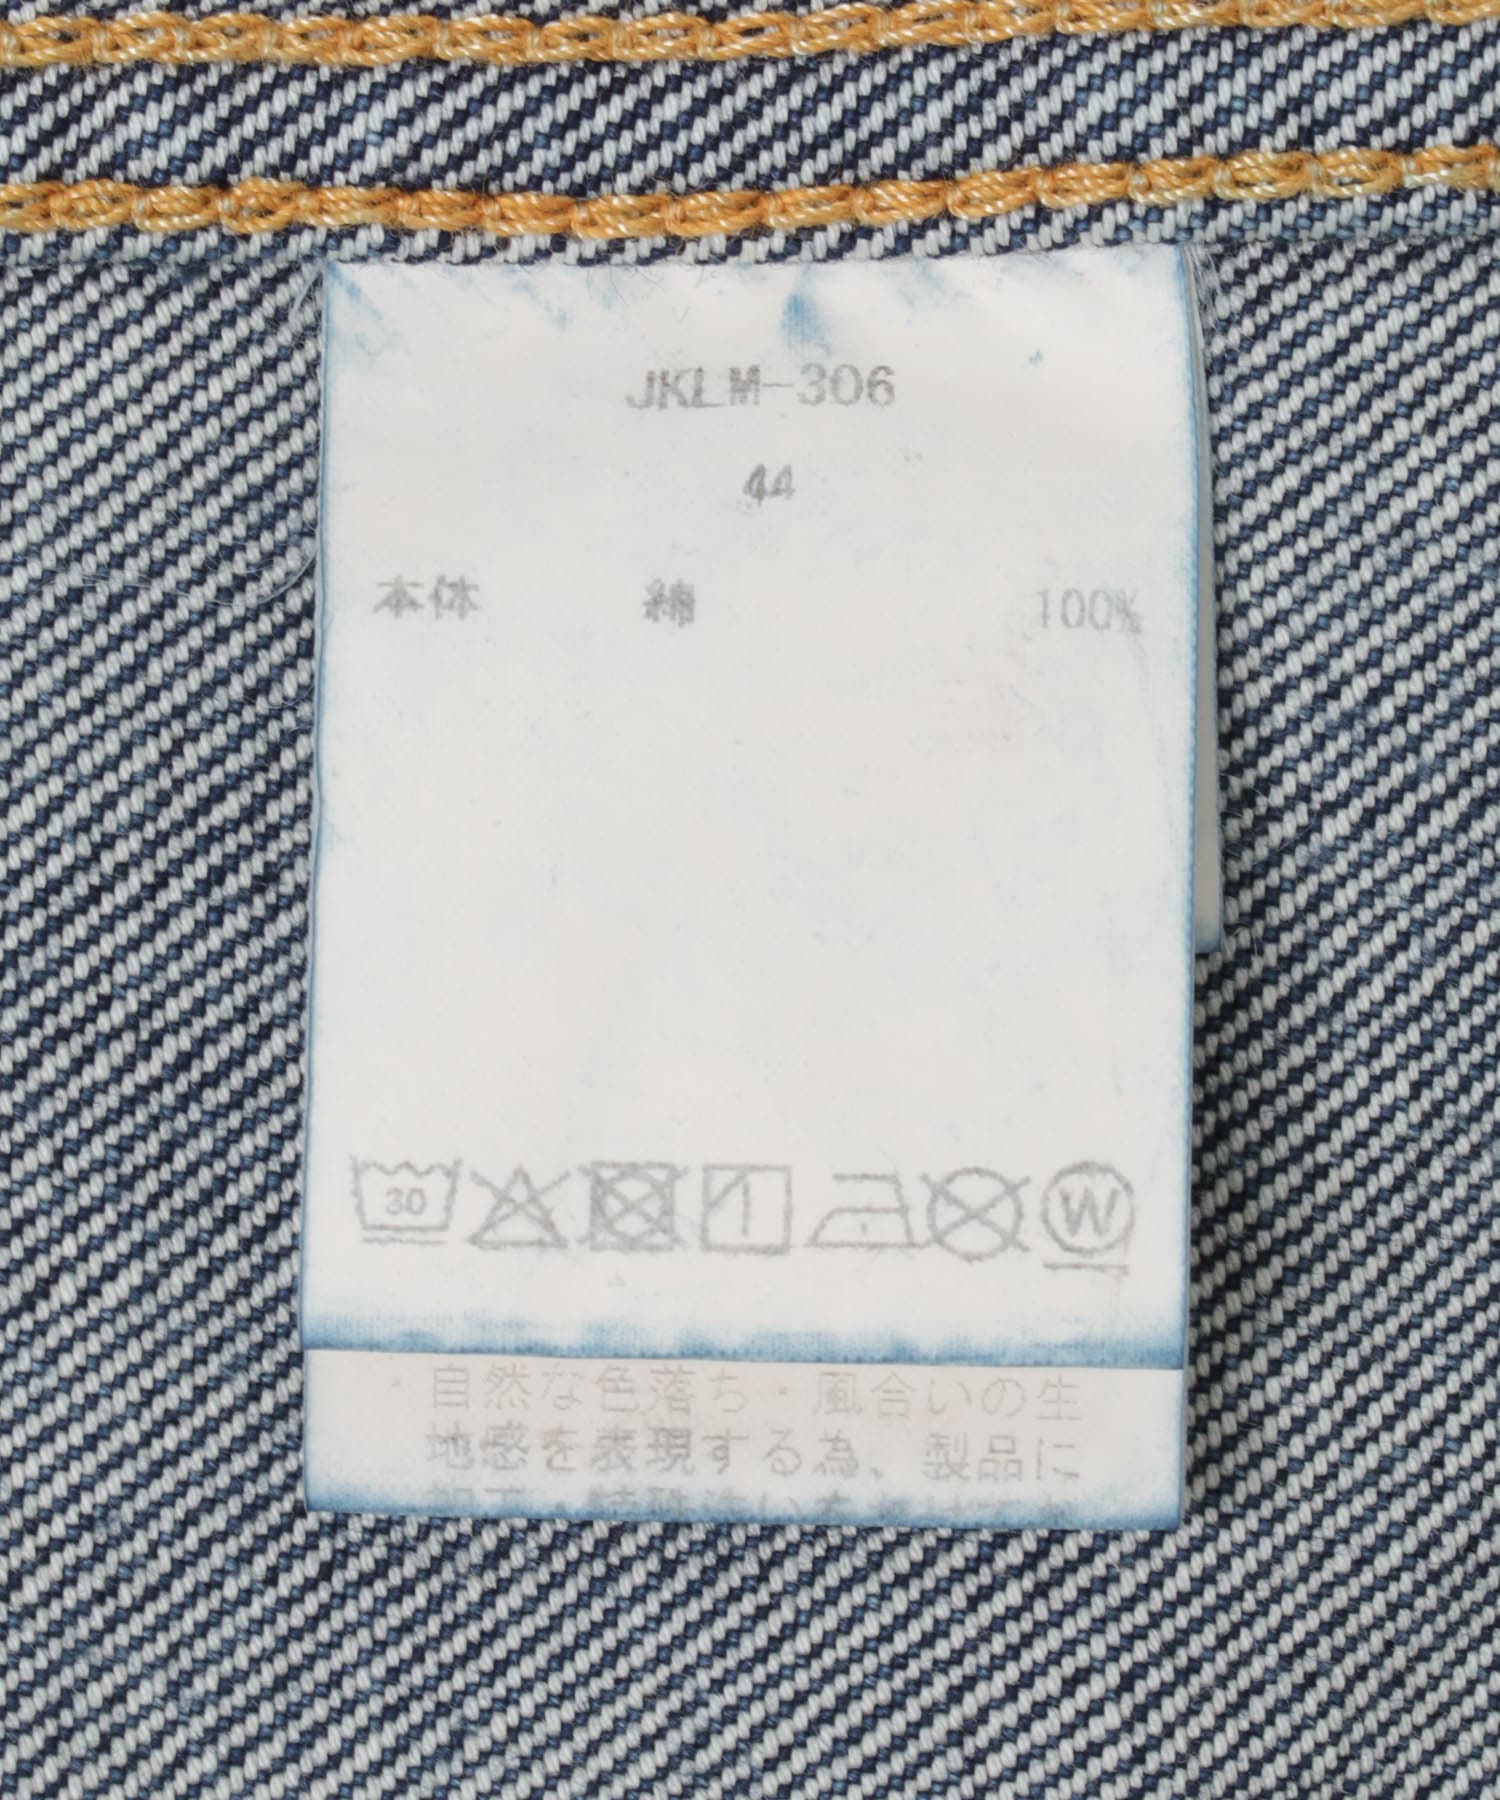 JKLM-306
44
本体 綿 100%
30
W
・自然な色落ち・風合いの生
地感を表現する為、製品に